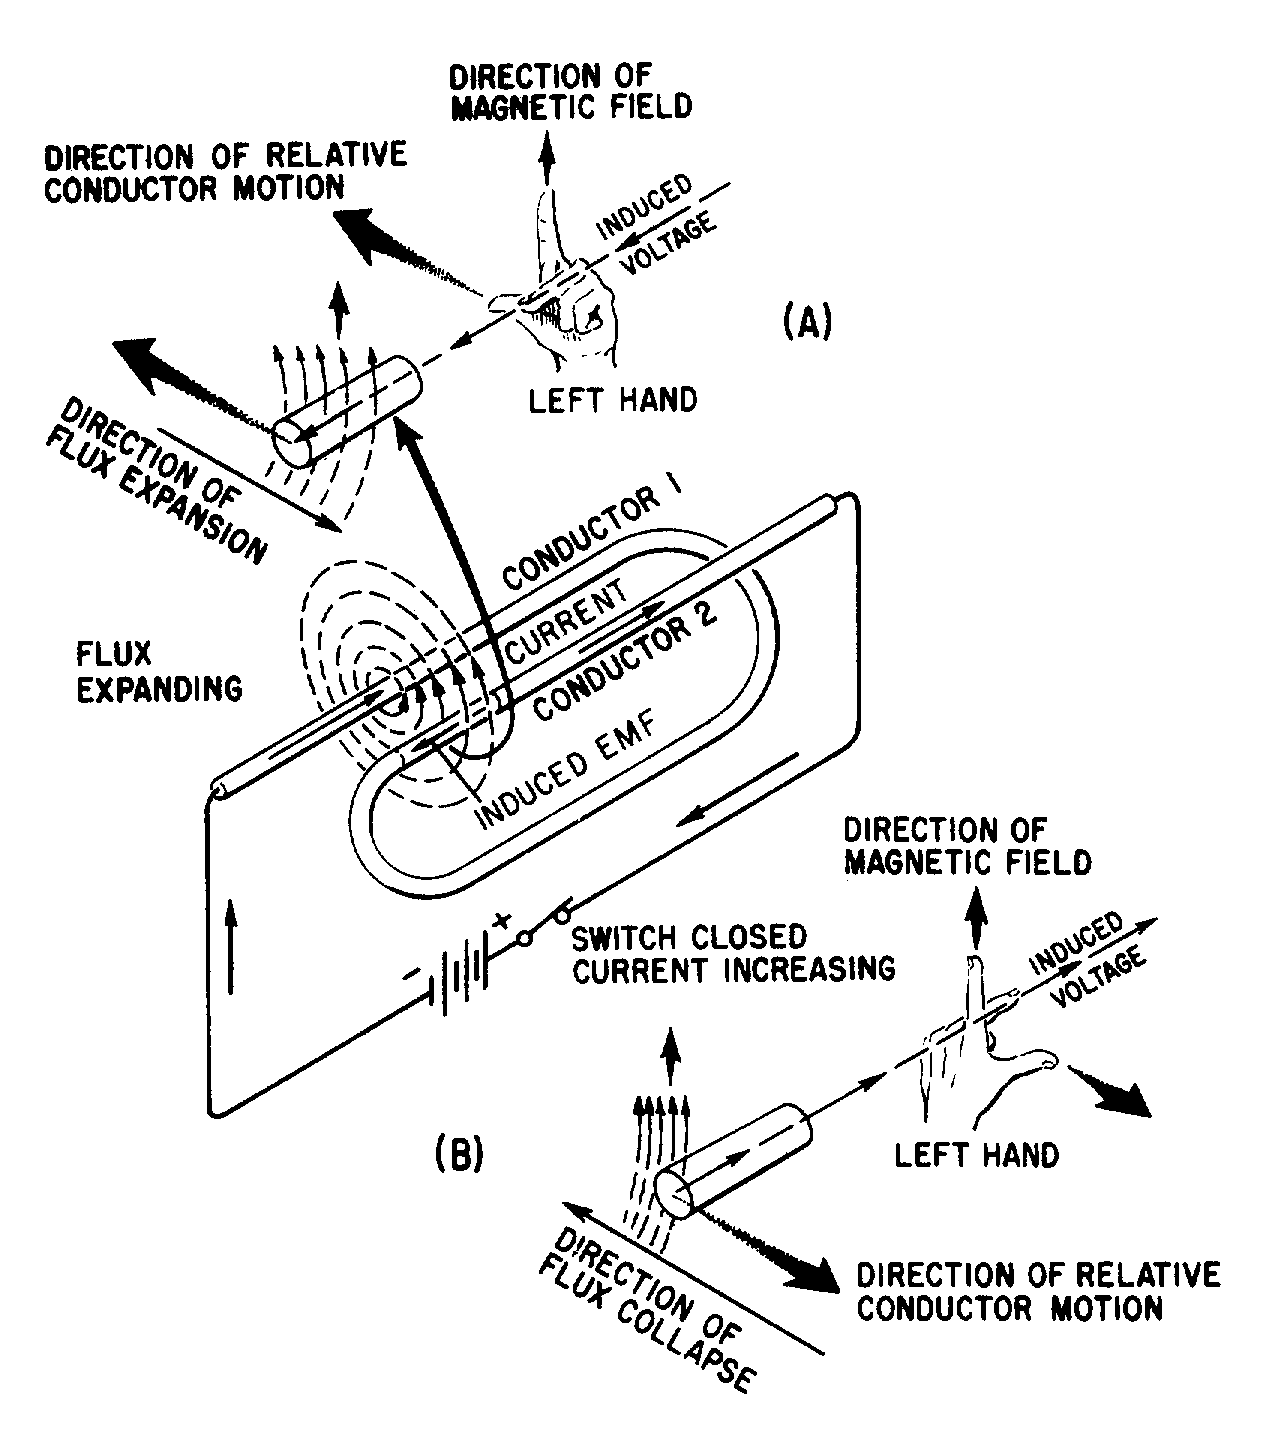 DIRECTION OF
MAGNETIC FIELD
DIRECTION OF RELATIVE
CONDUCTOR MOTION
INDUCED
VOLTAGE
(A)
LEFT HAND
DIRECTION OF
FLUX EXPANSION
CONDUCTOR 1
CURRENT
CONDUCTOR 2
FLUX
EXPANDING
INDUCED EMF
DIRECTION OF
MAGNETIC FIELD
+
-
SWITCH CLOSED
CURRENT INCREASING
INDUCED
VOLTAGE
LEFT HAND
(B)
DIRECTION OF
FLUX COLLAPSE
DIRECTION OF RELATIVE
CONDUCTOR MOTION